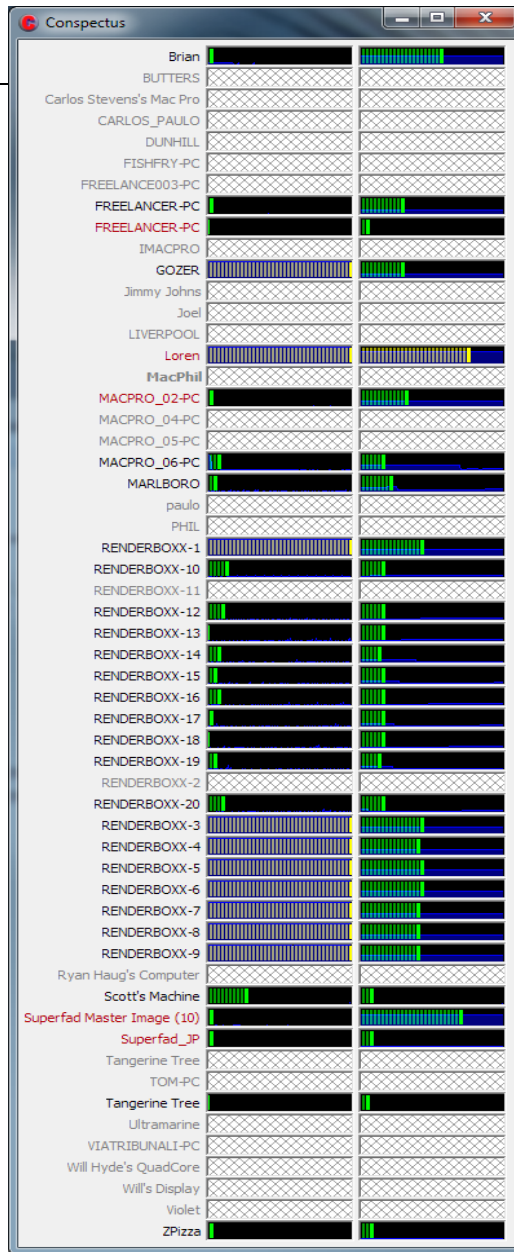 Conspectus
Brian
BUTTERS
Carlos Stevens's Mac Pro
CARLOS_PAULO
DUNHILL
FISHFRY-PC
FREELANCE003-PC
FREELANCER-PC
FREELANCER-PC
IMACPRO
GOZER
Jimmy Johns
Joel
LIVERPOOL
Loren
MacPhil
MACPRO_02-PC
MACPRO_04-PC
MACPRO_05-PC
MACPRO_06-PC
MARLBORO
paulo
PHIL
RENDERBOXX-1
RENDERBOXX-10
RENDERBOXX-11
RENDERBOXX-12
RENDERBOXX-13
RENDERBOXX-14
RENDERBOXX-15
RENDERBOXX-16
RENDERBOXX-17
RENDERBOXX-18
RENDERBOXX-19
RENDERBOXX-2
RENDERBOXX-20
RENDERBOXX-3
RENDERBOXX-4
RENDERBOXX-5
RENDERBOXX-6
RENDERBOXX-7
RENDERBOXX-8
RENDERBOXX-9
Ryan Haug's Computer
Scott's Machine
Superfad Master Image (10)
Superfad_JP
Tangerine Tree
TOM-PC
Tangerine Tree
Ultramarine
VIATRIBUNALI-PC
Will Hyde's QuadCore
Will's Display
Violet
ZPizza